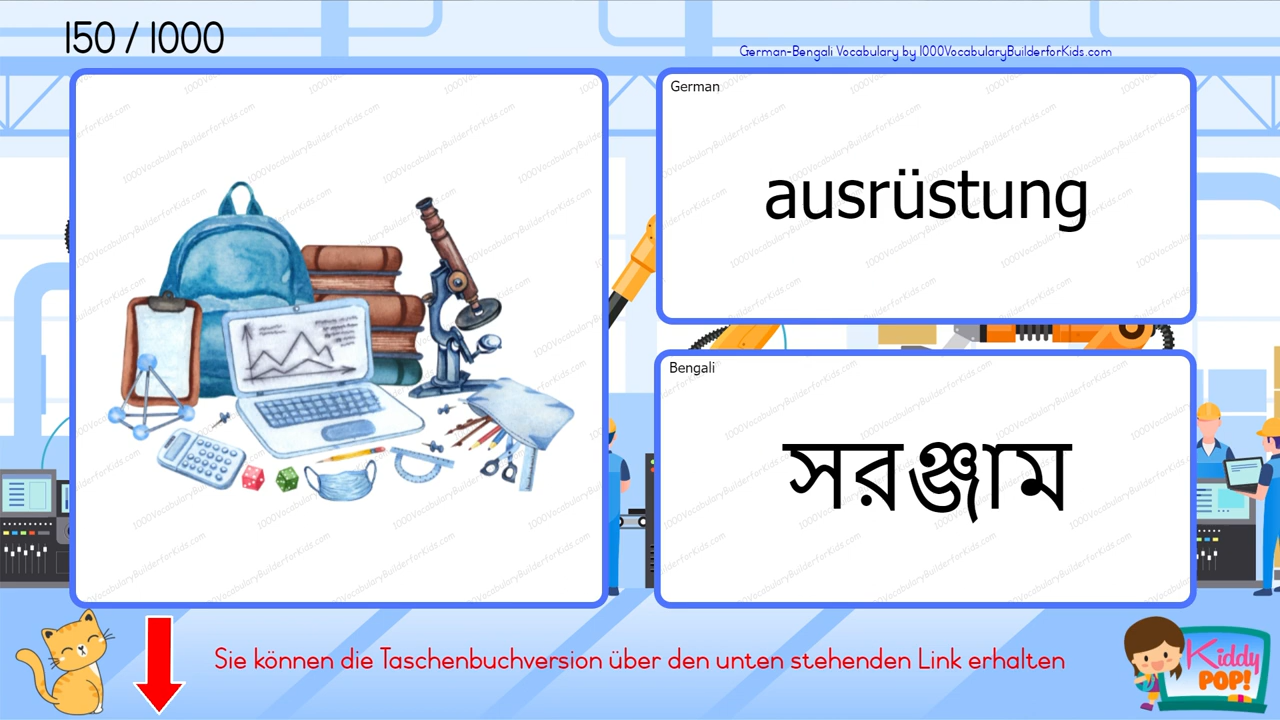 150 / 1000
German-Bengali Vocabulary by 1000VocabularyBuilderforKids.com
German
ausrüstung
Bengali
সরঞ্জাম
Sie können die Taschenbuchversion über den unten stehenden Link erhalten
Kiddy
POP!